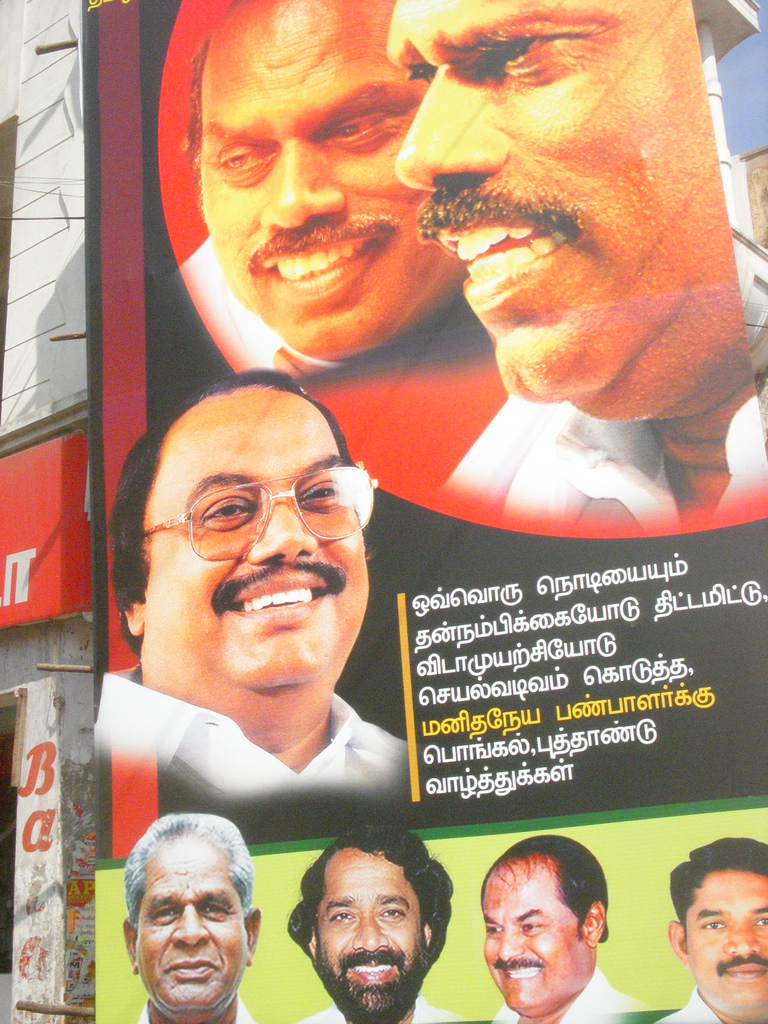 ஒவ்வொரு நொடியையும்
தன்நம்பிக்கையோடு திட்டமிட்டு,
விடாமுயற்சியோடு
செயல்வடிவம் கொடுத்த,
மனிதநேய பண்பாளர்க்கு
பொங்கல்,புத்தாண்டு
வாழ்த்துக்கள்